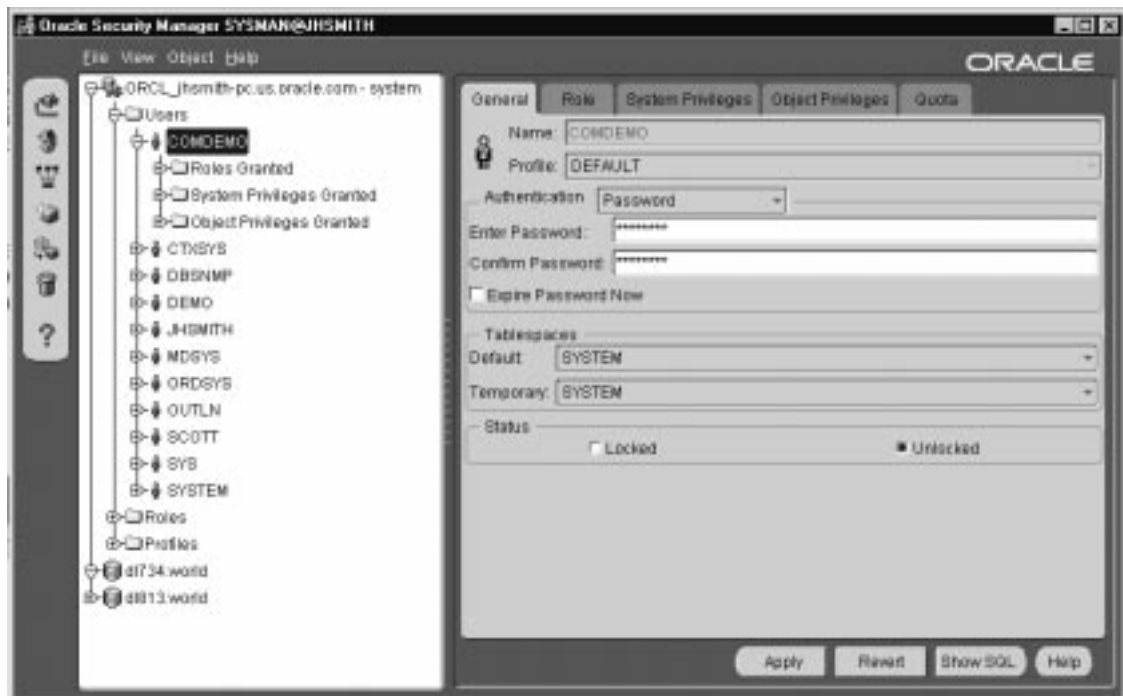 Oracle Security Manager SYSMAN@JHSMITH
File View Object Help
ORACLE
ORCL_jhsmith-pc.us.oracle.com - system
Users
COMDEMO
Roles Granted
System Privileges Granted
Object Privileges Granted
CTXSYS
DBSNMP
DEMO
JHSMITH
MDSYS
ORDSYS
OUTLN
SCOTT
SYS
SYSTEM
Roles
Profiles
dl734.world
dl813.world
General Role System Privileges Object Privileges Quota
Name: COMDEMO
Profile: DEFAULT
Authentication Password
Enter Password: ********
Confirm Password: ********
Expire Password Now
Tablespaces
Default: SYSTEM
Temporary: SYSTEM
Status
Locked Unlocked
Apply Revert Show SQL Help